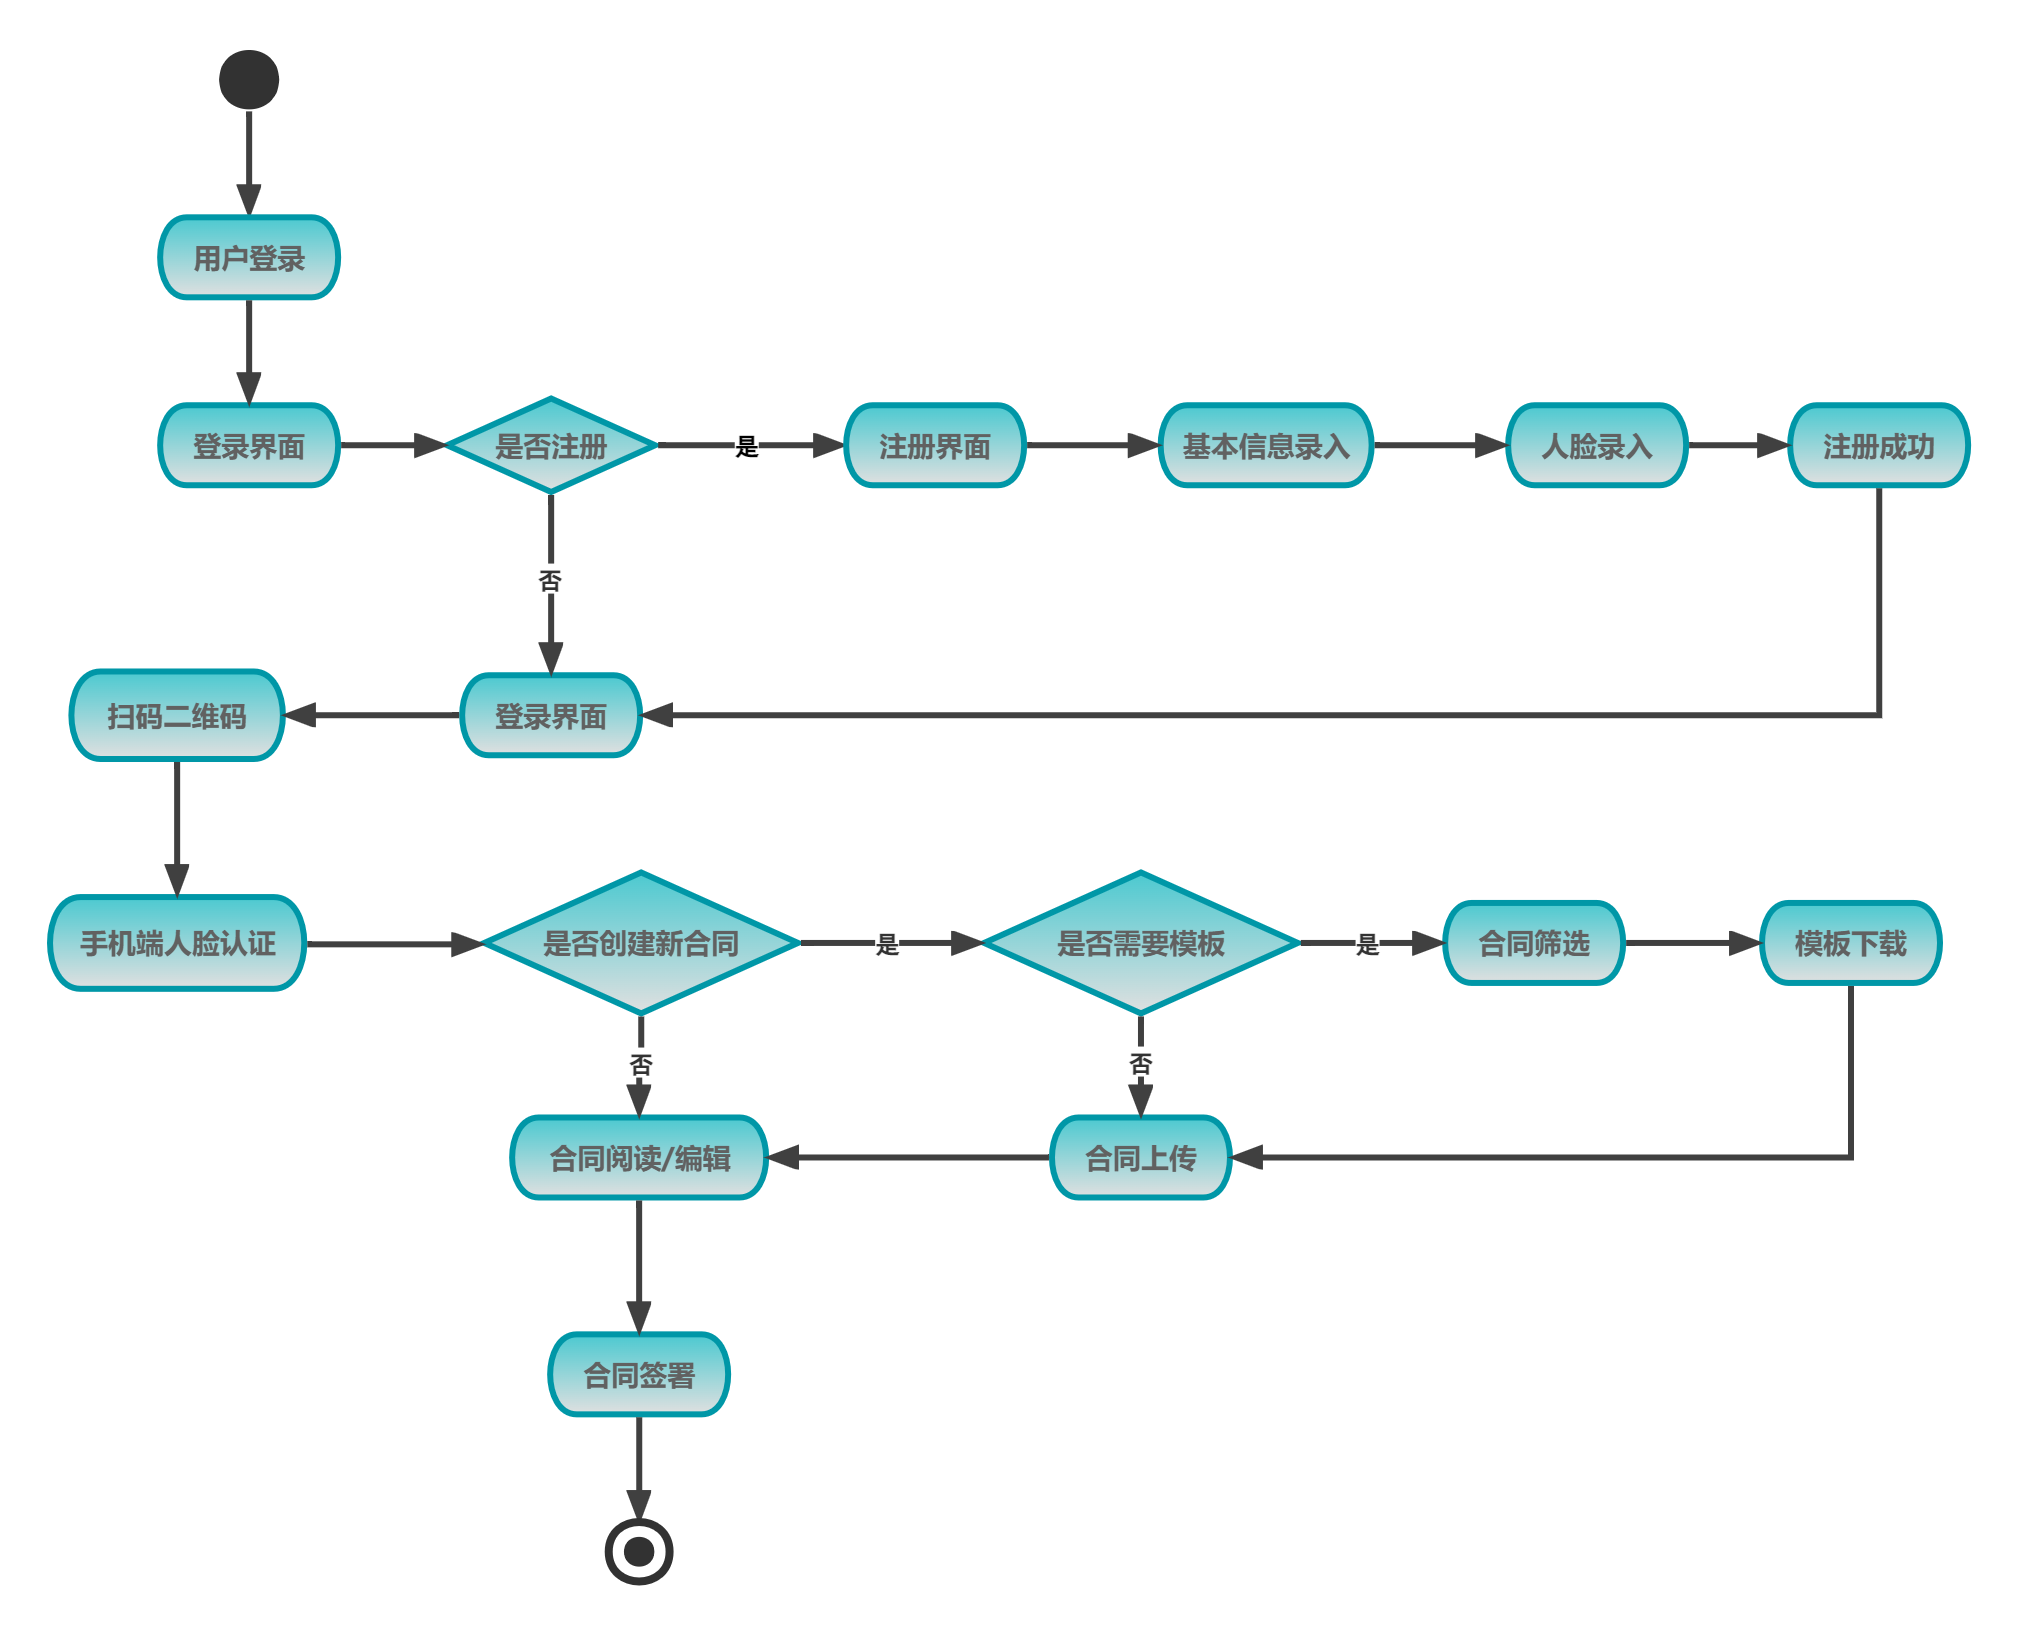 用户登录
登录界面
是否注册
是
注册界面
基本信息录入
人脸录入
注册成功
否
扫码二维码
登录界面
手机端人脸认证
是否创建新合同
是
是否需要模板
是
合同筛选
模板下载
否
否
合同阅读/编辑
合同上传
合同签署